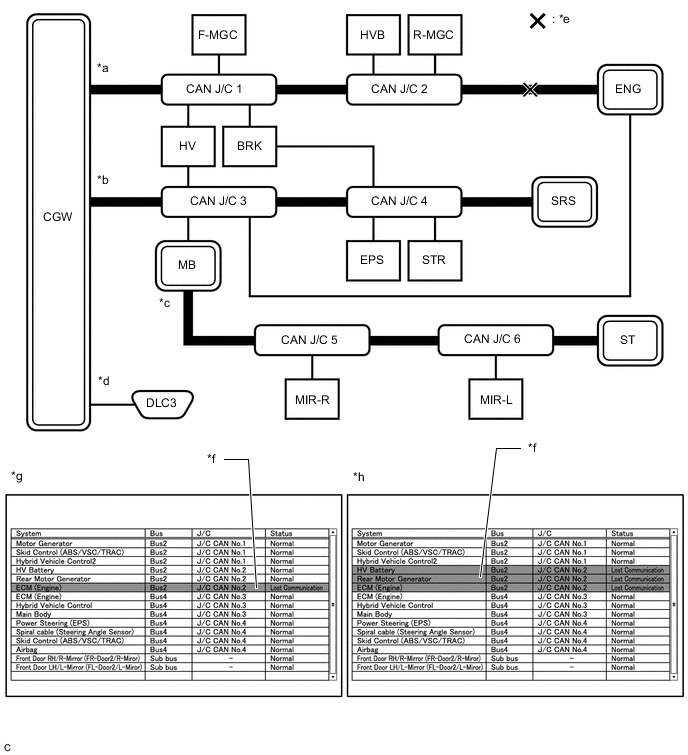 F-MGC
HVB
R-MGC
: *e
*a
CAN J/C 1
CAN J/C 2
ENG
HV
BRK
*b
CGW
CAN J/C 3
CAN J/C 4
SRS
MB
EPS
STR
*c
CAN J/C 5
CAN J/C 6
ST
*d
DLC3
MIR-R
MIR-L
*f
*f
*g
*h
System Bus J/C Status
Motor Generator Bus2 J/C CAN No.1 Normal
Skid Control (ABS/VSC/TRAC) Bus2 J/C CAN No.1 Normal
Hybrid Vehicle Control2 Bus2 J/C CAN No.1 Normal
HV Battery Bus2 J/C CAN No.2 Normal
Rear Motor Generator Bus2 J/C CAN No.2 Normal
ECM (Engine) Bus2 J/C CAN No.2 Lost Communication
ECM (Engine) Bus4 J/C CAN No.3 Normal
Hybrid Vehicle Control Bus4 J/C CAN No.3 Normal
Main Body Bus4 J/C CAN No.3 Normal
Power Steering (EPS) Bus4 J/C CAN No.4 Normal
Spiral cable (Steering Angle Sensor) Bus4 J/C CAN No.4 Normal
Skid Control (ABS/VSC/TRAC) Bus4 J/C CAN No.4 Normal
Airbag Bus4 J/C CAN No.4 Normal
Front Door RH/R-Mirror (FR-Door2/R-Miror) Sub bus – Normal
Front Door LH/L-Mirror (FL-Door2/L-Miror) Sub bus – Normal
System Bus J/C Status
Motor Generator Bus2 J/C CAN No.1 Normal
Skid Control (ABS/VSC/TRAC) Bus2 J/C CAN No.1 Normal
Hybrid Vehicle Control2 Bus2 J/C CAN No.1 Normal
HV Battery Bus2 J/C CAN No.2 Lost Communication
Rear Motor Generator Bus2 J/C CAN No.2 Lost Communication
ECM (Engine) Bus2 J/C CAN No.2 Lost Communication
ECM (Engine) Bus4 J/C CAN No.3 Normal
Hybrid Vehicle Control Bus4 J/C CAN No.3 Normal
Main Body Bus4 J/C CAN No.3 Normal
Power Steering (EPS) Bus4 J/C CAN No.4 Normal
Spiral cable (Steering Angle Sensor) Bus4 J/C CAN No.4 Normal
Skid Control (ABS/VSC/TRAC) Bus4 J/C CAN No.4 Normal
Airbag Bus4 J/C CAN No.4 Normal
Front Door RH/R-Mirror (FR-Door2/R-Miror) Sub bus – Normal
Front Door LH/L-Mirror (FL-Door2/L-Miror) Sub bus – Normal
C